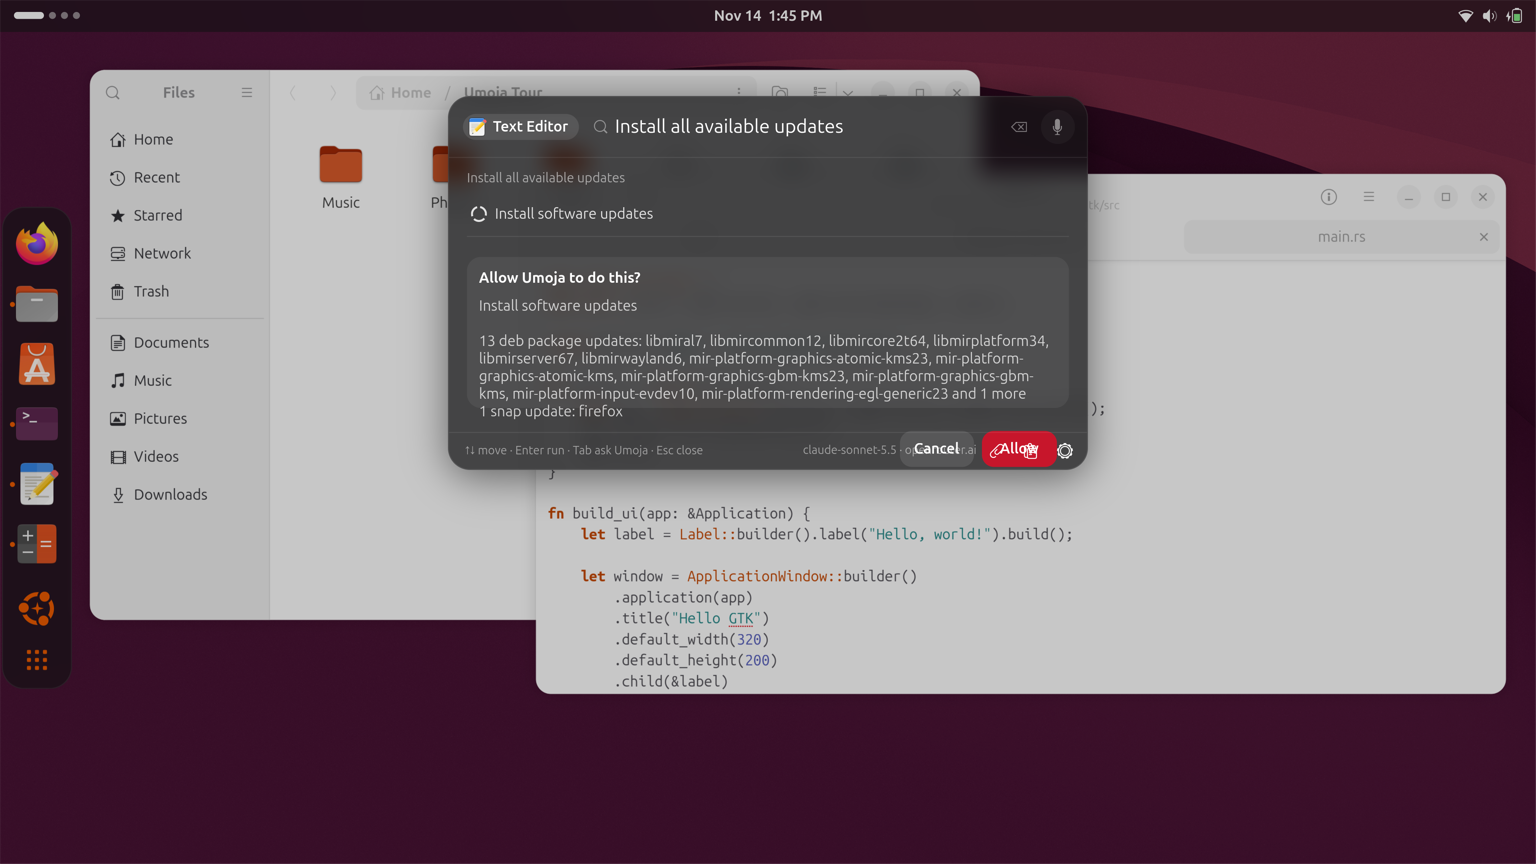 Nov 14 1:45 PM
Files
Home / Umoja Tour
Home
Recent
Starred
Network
Trash
Documents
Music
Pictures
Videos
Downloads
Music
Ph
Text Editor
Install all available updates
Install all available updates
Install software updates
Allow Umoja to do this?
Install software updates
13 deb package updates: libmiral7, libmircommon12, libmircore2t64, libmirplatform34,
libmirserver67, libmirwayland6, mir-platform-graphics-atomic-kms23, mir-platform-
graphics-atomic-kms, mir-platform-graphics-gbm-kms23, mir-platform-graphics-gbm-
kms, mir-platform-input-evdev10, mir-platform-rendering-egl-generic23 and 1 more
1 snap update: firefox
↑↓ move · Enter run · Tab ask Umoja · Esc close
claude-sonnet-5.5 ·
Cancel
Allow
tk/src
main.rs
);
}
fn build_ui(app: &Application) {
let label = Label::builder().label("Hello, world!").build();
let window = ApplicationWindow::builder()
.application(app)
.title("Hello GTK")
.default_width(320)
.default_height(200)
.child(&label)